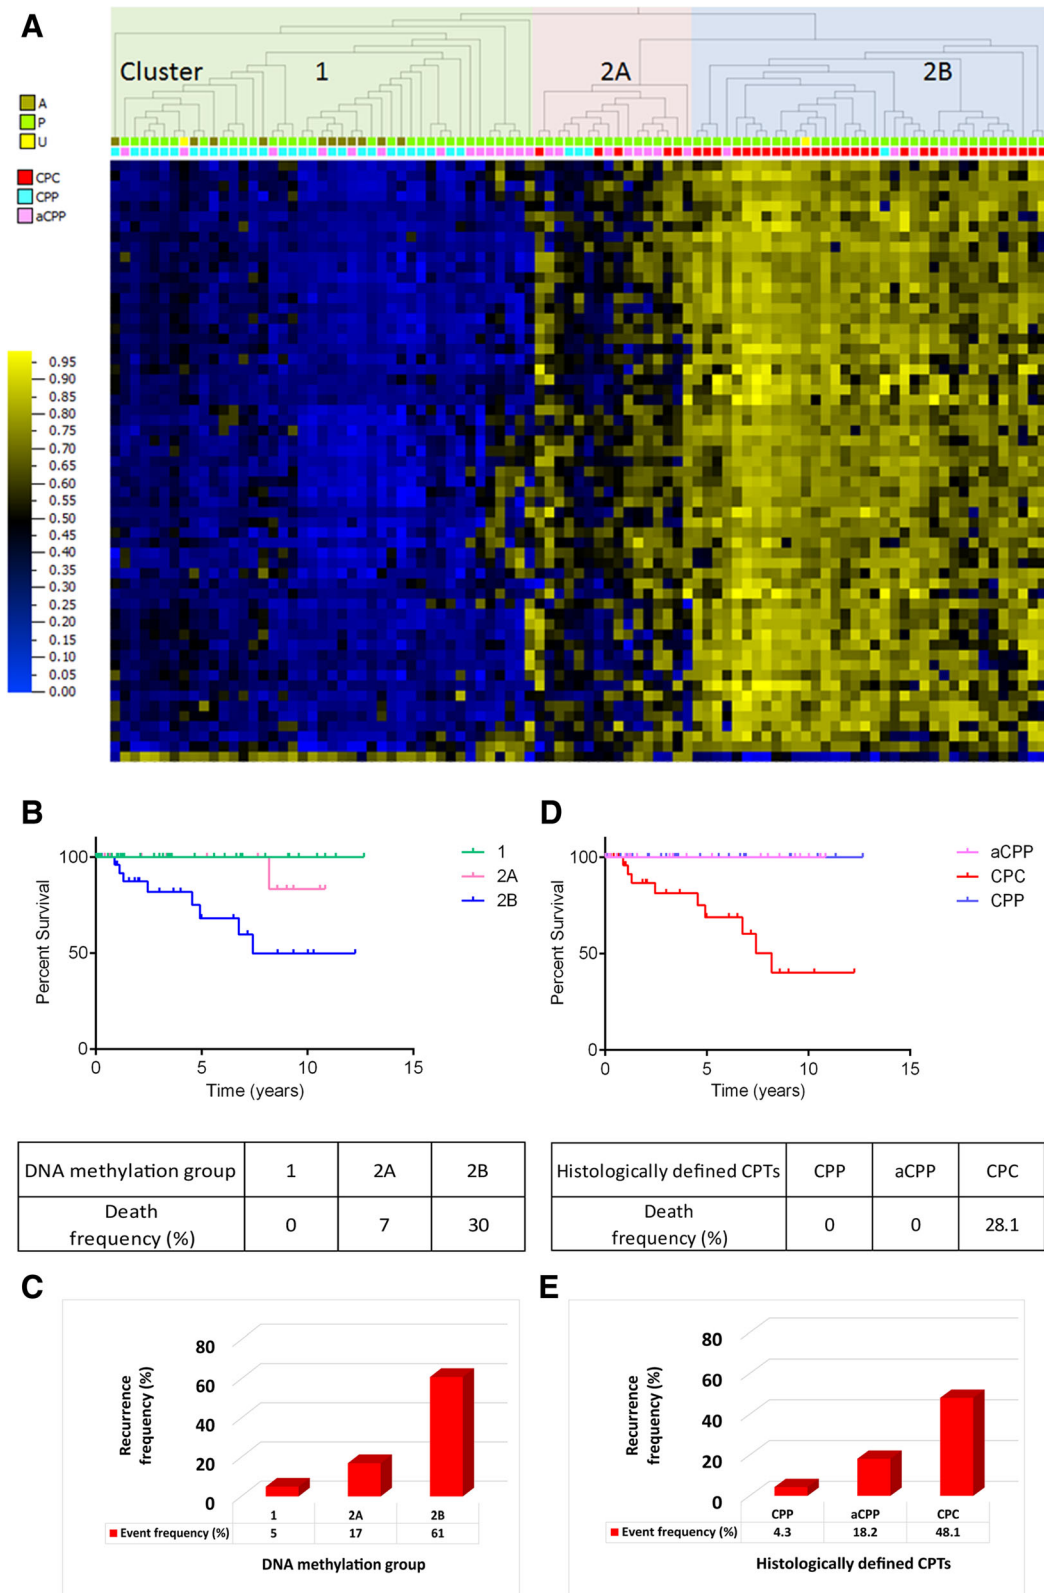 A
Cluster 1 2A 2B
A
P
U
CPC
CPP
aCPP
0.95
0.90
0.85
0.80
0.75
0.70
0.65
0.60
0.55
0.50
0.45
0.40
0.35
0.30
0.25
0.20
0.15
0.10
0.05
0.00
B
Percent Survival
100
50
0
0 5 10 15
Time (years)
1
2A
2B
D
Percent Survival
100
50
0
0 5 10 15
Time (years)
aCPP
CPC
CPP
DNA methylation group 1 2A 2B
Death
frequency (%) 0 7 30
Histologically defined CPTs CPP aCPP CPC
Death
frequency (%) 0 0 28.1
C
Recurrence
frequency (%)
80
60
40
20
0
1 2A 2B
Event frequency (%) 5 17 61
DNA methylation group
E
Recurrence
frequency (%)
80
60
40
20
0
CPP aCPP CPC
Event frequency (%) 4.3 18.2 48.1
Histologically defined CPTs